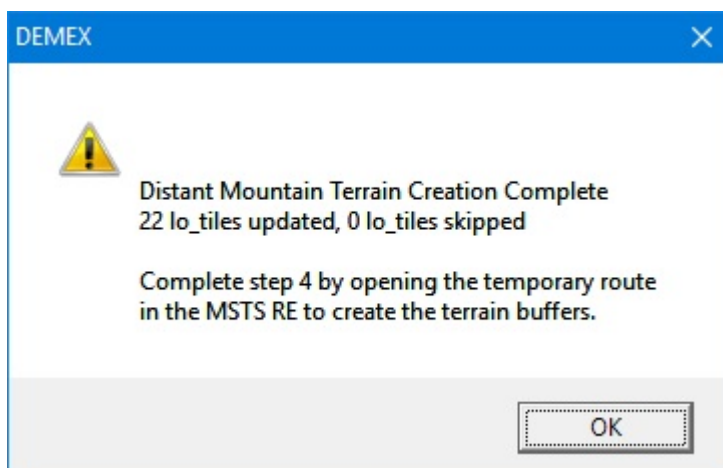 DEMEX
Distant Mountain Terrain Creation Complete
22 lo_tiles updated, 0 lo_tiles skipped
Complete step 4 by opening the temporary route
in the MSTS RE to create the terrain buffers.
OK